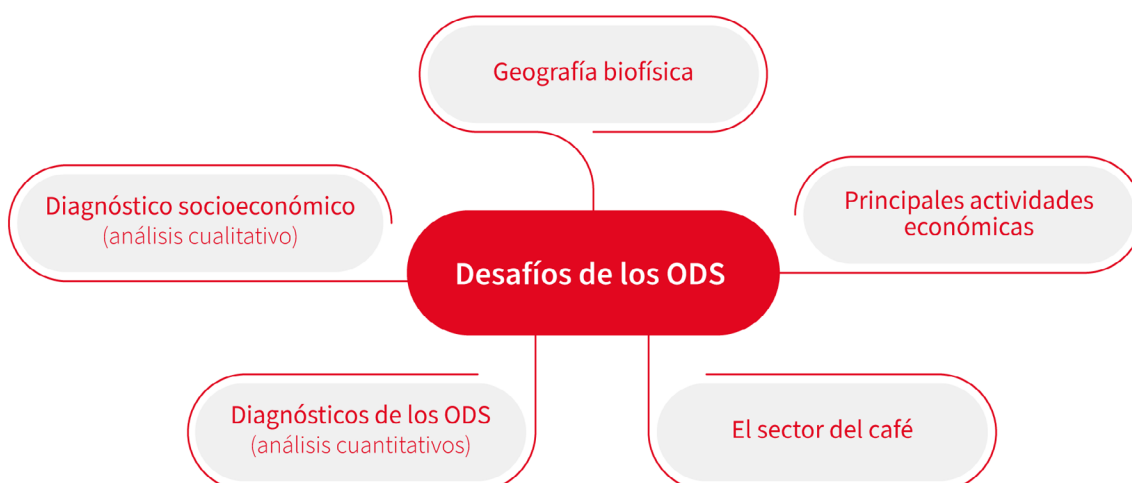 Geografía biofísica
Diagnóstico socioeconómico
(análisis cualitativo)
Principales actividades
económicas
Desafíos de los ODS
Diagnósticos de los ODS
(análisis cuantitativos)
El sector del café